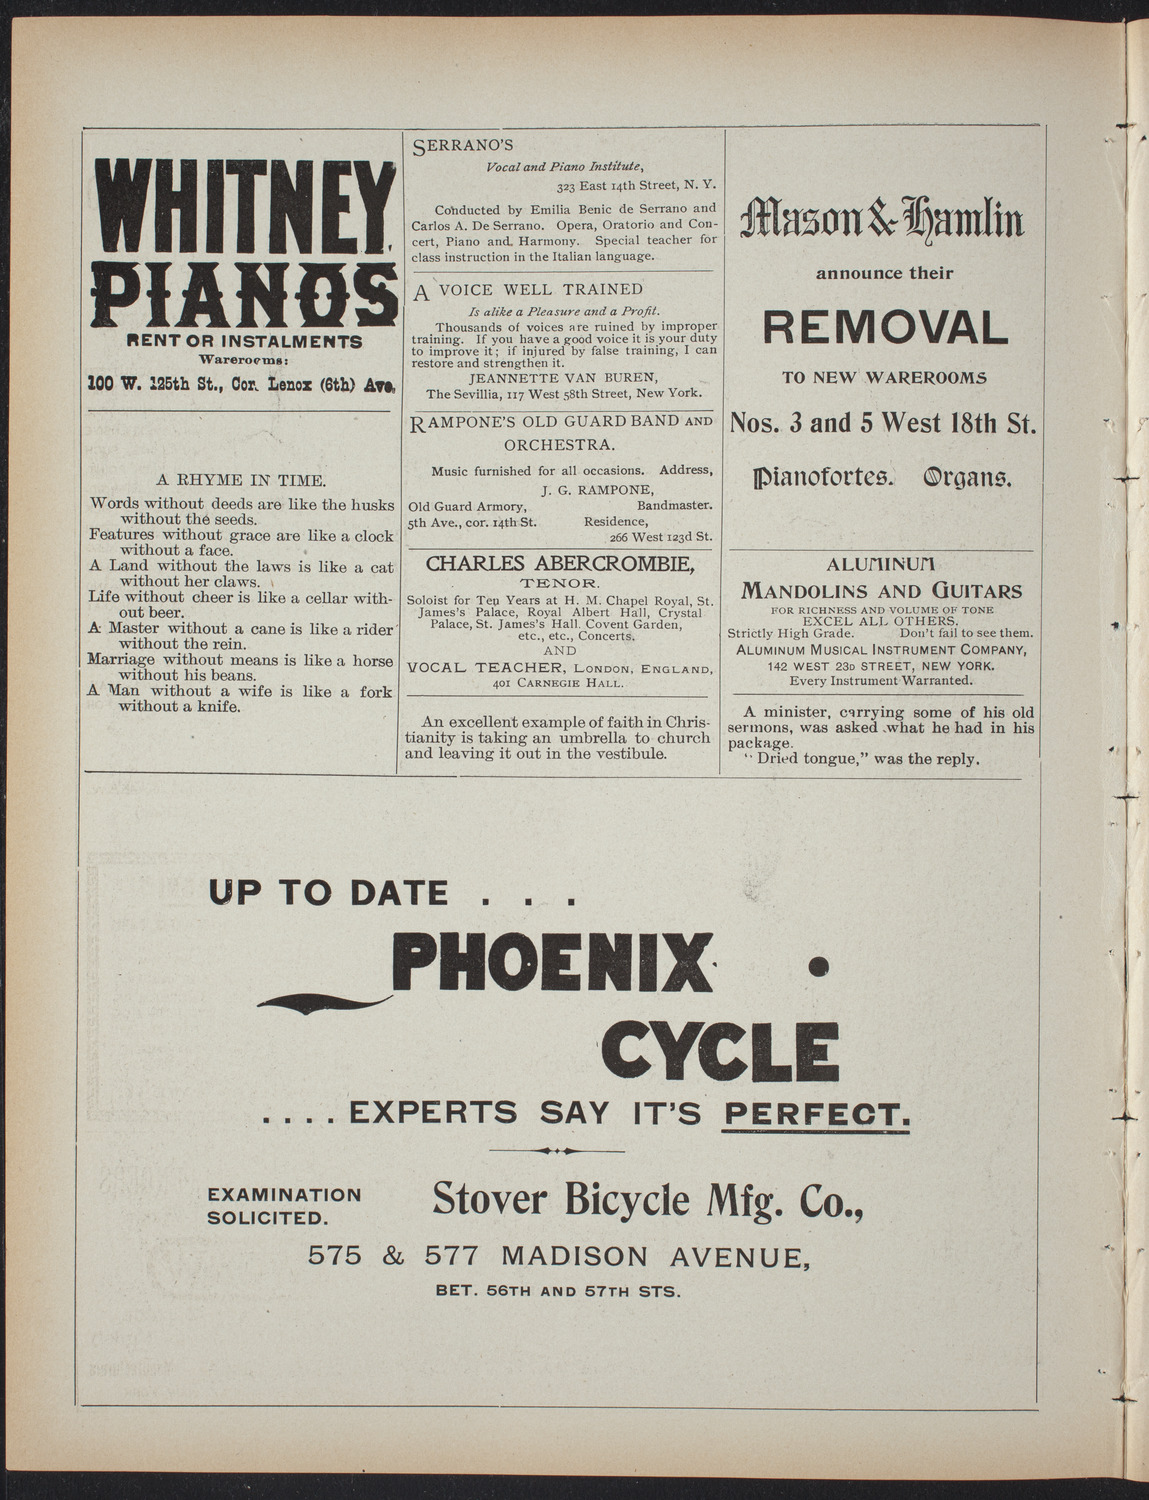 WHITNEY
PIANOS
RENT OR INSTALMENTS
Warerooms:
100 W. 125th St., Cor. Lenox (6th) Ave.
A RHYME IN TIME.
Words without deeds are like the husks
without the seeds.
Features without grace are like a clock
without a face.
A Land without the laws is like a cat
without her claws.
Life without cheer is like a cellar with-
out beer.
A Master without a cane is like a rider
without the rein.
Marriage without means is like a horse
without his beans.
A Man without a wife is like a fork
without a knife.
SERRANO'S
Vocal and Piano Institute,
323 East 14th Street, N. Y.
Conducted by Emilia Benic de Serrano and
Carlos A. De Serrano. Opera, Oratorio and Con-
cert, Piano and Harmony. Special teacher for
class instruction in the Italian language.
A VOICE WELL TRAINED
Is alike a Pleasure and a Profit.
Thousands of voices are ruined by improper
training. If you have a good voice it is your duty
to improve it; if injured by false training, I can
restore and strengthen it.
JEANNETTE VAN BUREN,
The Sevillia, 117 West 58th Street, New York.
RAMPONE'S OLD GUARD BAND AND
ORCHESTRA.
Music furnished for all occasions. Address,
J. G. RAMPONE,
Old Guard Armory, Bandmaster.
5th Ave., cor. 14th St. Residence,
266 West 123d St.
CHARLES ABERCROMBIE,
TENOR.
Soloist for Ten Years at H. M. Chapel Royal, St.
James's Palace, Royal Albert Hall, Crystal
Palace, St. James's Hall. Covent Garden,
etc., etc., Concerts.
AND
VOCAL TEACHER, LONDON, ENGLAND,
401 CARNEGIE HALL.
An excellent example of faith in Chris-
tianity is taking an umbrella to church
and leaving it out in the vestibule.
Mason & Hamlin
announce their
REMOVAL
TO NEW WAREROOMS
Nos. 3 and 5 West 18th St.
Pianofortes. Organs.
ALUMINUM
MANDOLINS AND GUITARS
FOR RICHNESS AND VOLUME OF TONE
EXCEL ALL OTHERS.
Strictly High Grade. Don't fail to see them.
ALUMINUM MUSICAL INSTRUMENT COMPANY,
142 WEST 23D STREET, NEW YORK.
Every Instrument Warranted.
A minister, carrying some of his old
sermons, was asked what he had in his
package.
"Dried tongue," was the reply.
UP TO DATE . . .
PHOENIX
CYCLE
. . . . EXPERTS SAY IT'S PERFECT.
EXAMINATION
SOLICITED.
Stover Bicycle Mfg. Co.,
575 & 577 MADISON AVENUE,
BET. 56TH AND 57TH STS.